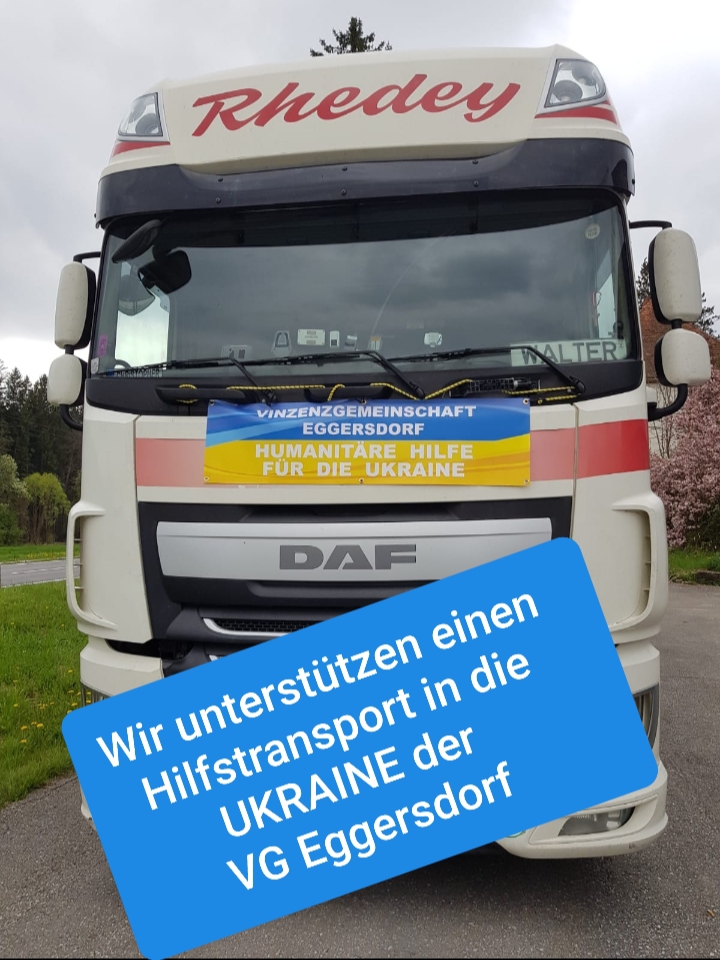 Rhedey
WALTER
VINZENZGEMEINSCHAFT
EGGERSDORF
HUMANITÄRE HILFE
FÜR DIE UKRAINE
DAF
Wir unterstützen einen
Hilfstransport in die
UKRAINE der
VG Eggersdorf